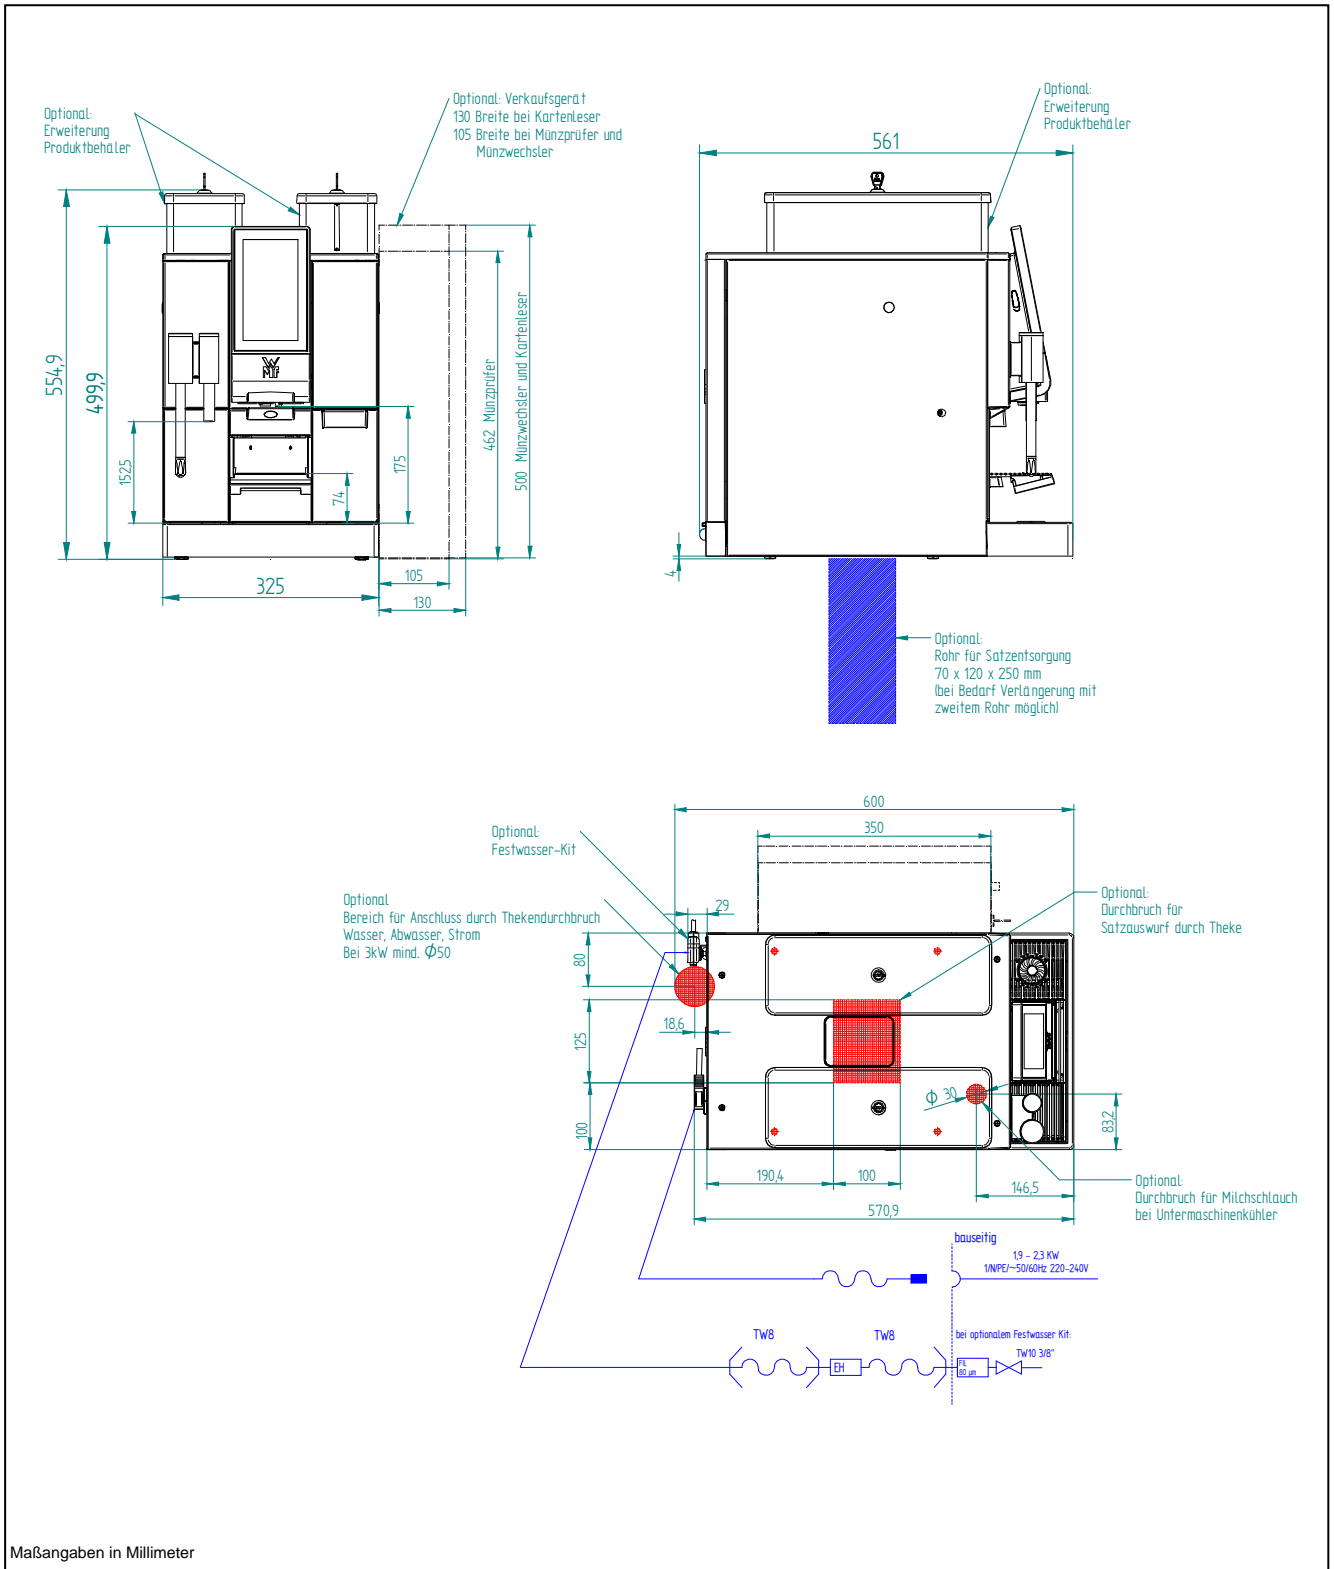 Optional:
Erweiterung
Produktbehäler
Optional: Verkaufsgerät
130 Breite bei Kartenleser
105 Breite bei Münzprüfer und
Münzwechsler
Optional:
Erweiterung
Produktbehäler
561
554,9
499,9
WMF
152,5
74
175
462 Münzprüfer
500 Münzwechsler und Kartenleser
325
105
130
4
Optional:
Rohr für Satzentsorgung
70 x 120 x 250 mm
(bei Bedarf Verlängerung mit
zweitem Rohr möglich)
600
350
Optional:
Festwasser-Kit
Optional
Bereich für Anschluss durch Thekendurchbruch
Wasser, Abwasser, Strom
Bei 3kW mind. Φ50
29
Optional:
Durchbruch für
Satzauswurf durch Theke
80
18,6
125
100
Φ 30
83,2
190,4
100
146,5
570,9
Optional:
Durchbruch für Milchschlauch
bei Untermaschinenkühler
bauseitig
1,9 - 2,3 KW
1/N/PE/~50/60Hz 220-240V
TW8
TW8
bei optionalem Festwasser Kit:
TW10 3/8"
EH
FIL
80 µm
Maßangaben in Millimeter